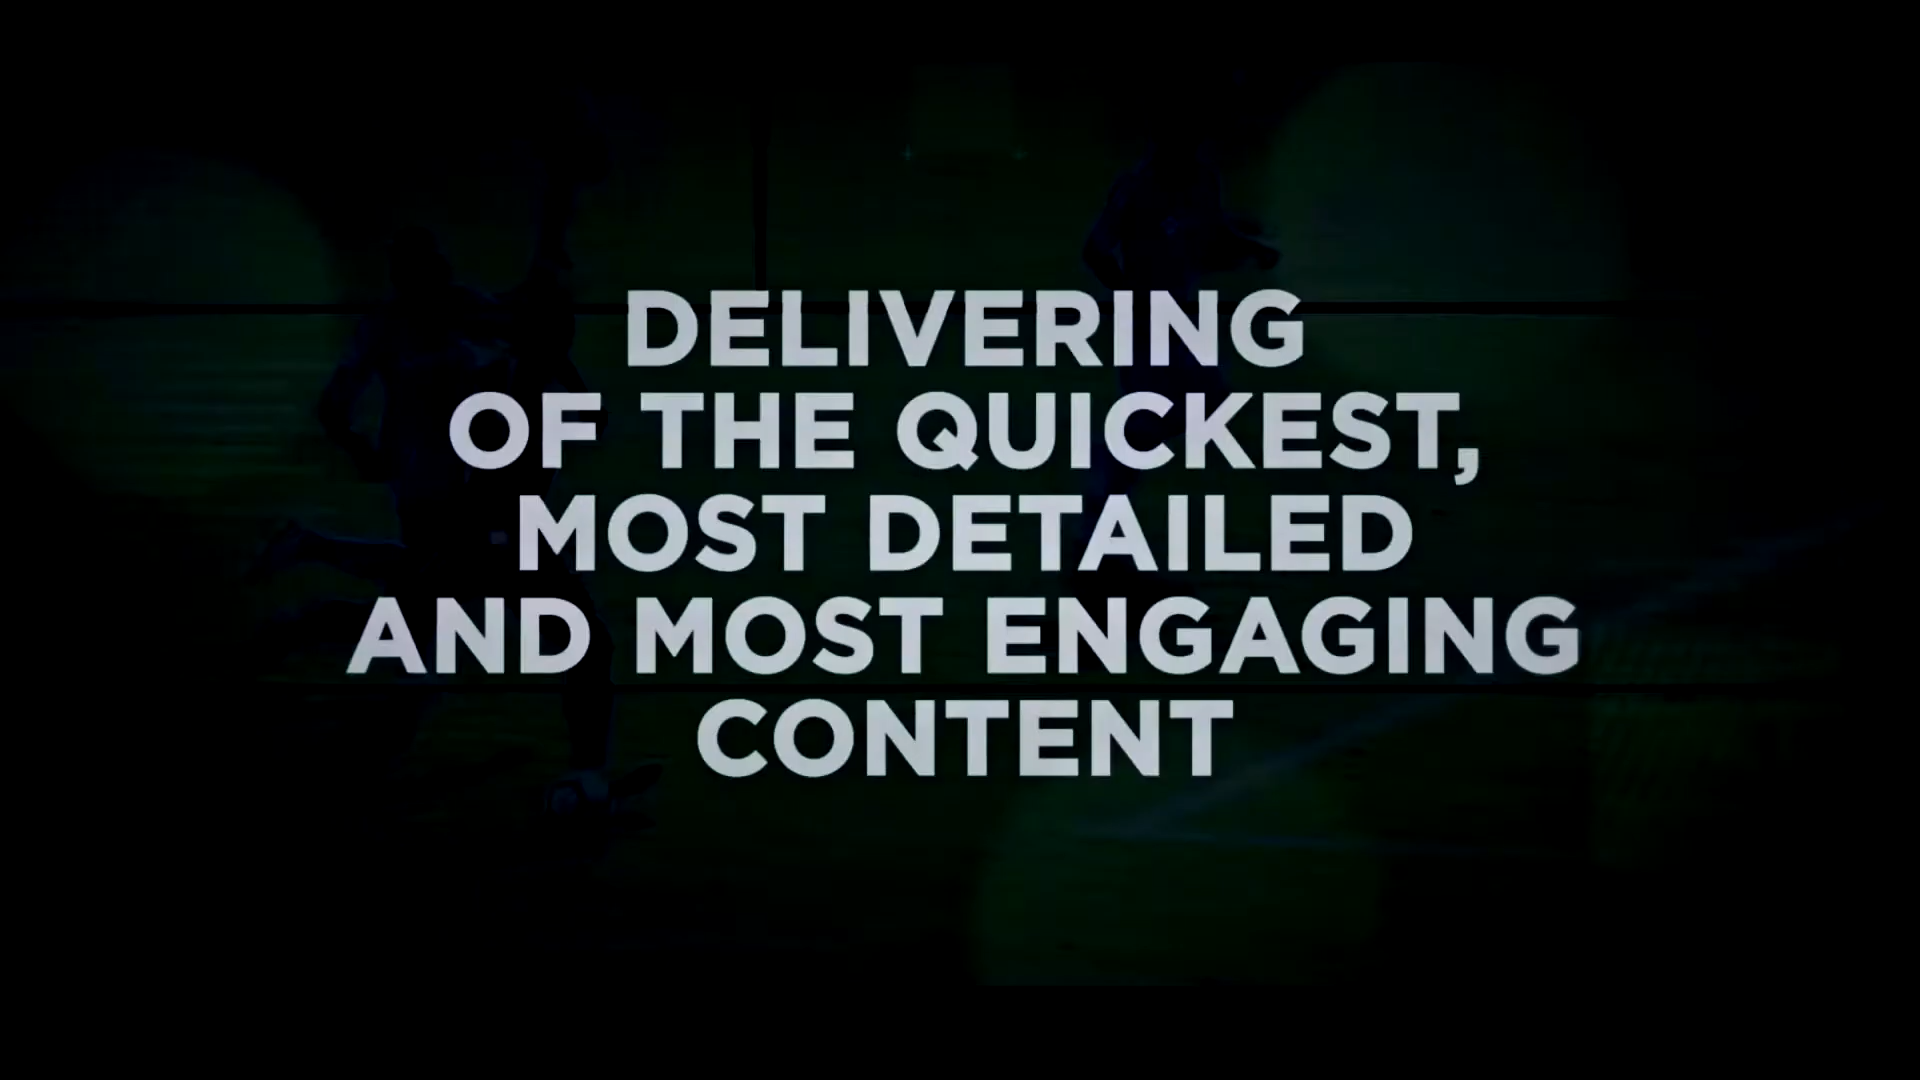 DELIVERING
OF THE QUICKEST,
MOST DETAILED
AND MOST ENGAGING
CONTENT